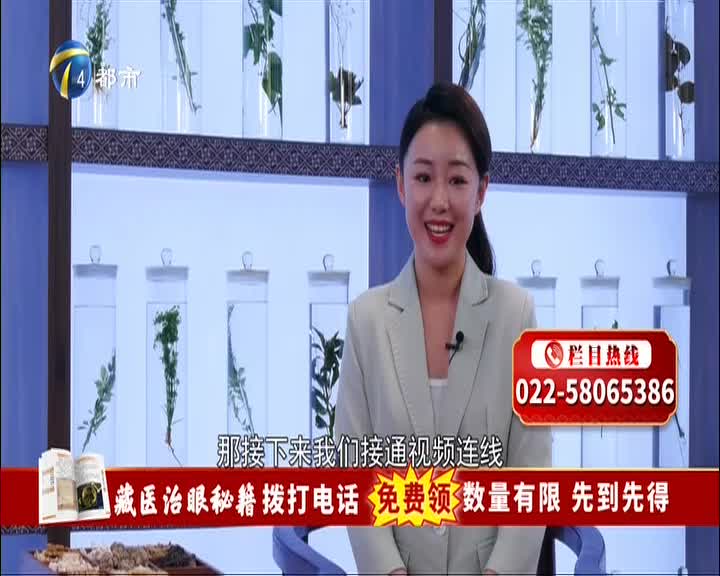 4 都市
栏目热线
022-58065386
那接下来我们接通视频连线
藏医治眼秘籍 拨打电话 免费领 数量有限 先到先得